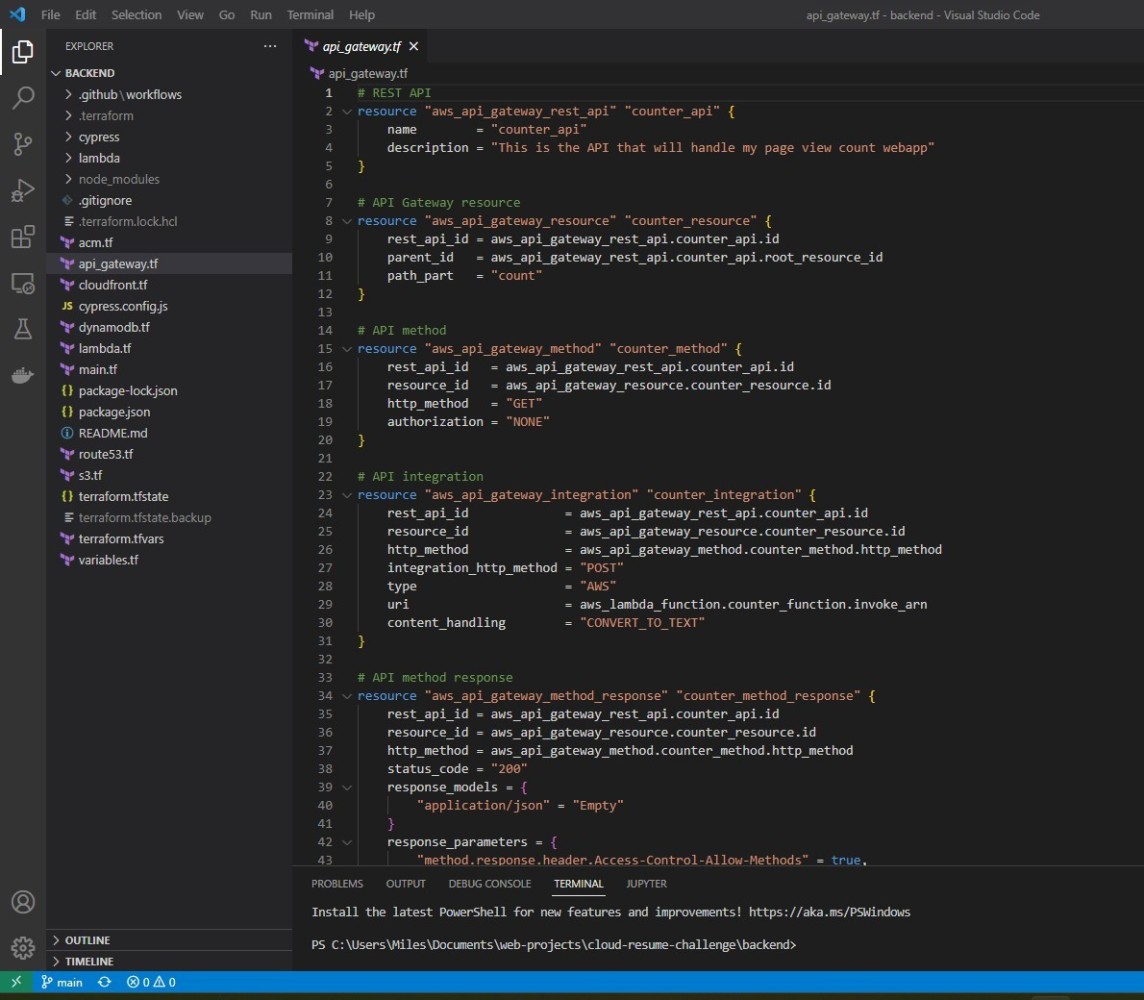 File Edit Selection View Go Run Terminal Help api_gateway.tf - backend - Visual Studio Code
EXPLORER ...
BACKEND
.github\workflows
.terraform
cypress
lambda
node_modules
.gitignore
.terraform.lock.hcl
acm.tf
api_gateway.tf
cloudfront.tf
JS cypress.config.js
dynamodb.tf
lambda.tf
main.tf
{} package-lock.json
{} package.json
README.md
route53.tf
s3.tf
{} terraform.tfstate
terraform.tfstate.backup
terraform.tfvars
variables.tf
OUTLINE
TIMELINE
api_gateway.tf
api_gateway.tf
1 # REST API
2 resource "aws_api_gateway_rest_api" "counter_api" {
3 name = "counter_api"
4 description = "This is the API that will handle my page view count webapp"
5 }
6
7 # API Gateway resource
8 resource "aws_api_gateway_resource" "counter_resource" {
9 rest_api_id = aws_api_gateway_rest_api.counter_api.id
10 parent_id = aws_api_gateway_rest_api.counter_api.root_resource_id
11 path_part = "count"
12 }
13
14 # API method
15 resource "aws_api_gateway_method" "counter_method" {
16 rest_api_id = aws_api_gateway_rest_api.counter_api.id
17 resource_id = aws_api_gateway_resource.counter_resource.id
18 http_method = "GET"
19 authorization = "NONE"
20 }
21
22 # API integration
23 resource "aws_api_gateway_integration" "counter_integration" {
24 rest_api_id = aws_api_gateway_rest_api.counter_api.id
25 resource_id = aws_api_gateway_resource.counter_resource.id
26 http_method = aws_api_gateway_method.counter_method.http_method
27 integration_http_method = "POST"
28 type = "AWS"
29 uri = aws_lambda_function.counter_function.invoke_arn
30 content_handling = "CONVERT_TO_TEXT"
31 }
32
33 # API method response
34 resource "aws_api_gateway_method_response" "counter_method_response" {
35 rest_api_id = aws_api_gateway_rest_api.counter_api.id
36 resource_id = aws_api_gateway_resource.counter_resource.id
37 http_method = aws_api_gateway_method.counter_method.http_method
38 status_code = "200"
39 response_models = {
40 "application/json" = "Empty"
41 }
42 response_parameters = {
43 "method.response.header.Access-Control-Allow-Methods" = true,
PROBLEMS OUTPUT DEBUG CONSOLE TERMINAL JUPYTER
Install the latest PowerShell for new features and improvements! https://aka.ms/PSWindows
PS C:\Users\Miles\Documents\web-projects\cloud-resume-challenge\backend>
main 0 0